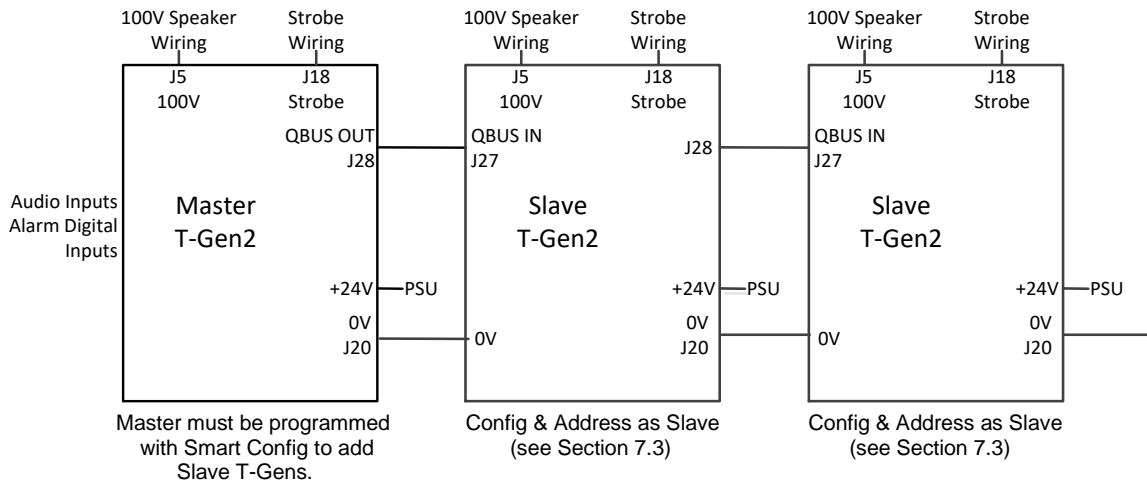 100V Speaker
Wiring
Strobe
Wiring
J5
100V
J18
Strobe
QBUS OUT
J28
Audio Inputs
Alarm Digital
Inputs
Master
T-Gen2
+24V
PSU
0V
J20
Master must be programmed
with Smart Config to add
Slave T-Gens.
100V Speaker
Wiring
Strobe
Wiring
J5
100V
J18
Strobe
QBUS IN
J27
J28
Slave
T-Gen2
+24V
PSU
0V
0V
J20
Config & Address as Slave
(see Section 7.3)
100V Speaker
Wiring
Strobe
Wiring
J5
100V
J18
Strobe
QBUS IN
J27
Slave
T-Gen2
+24V
PSU
0V
0V
J20
Config & Address as Slave
(see Section 7.3)